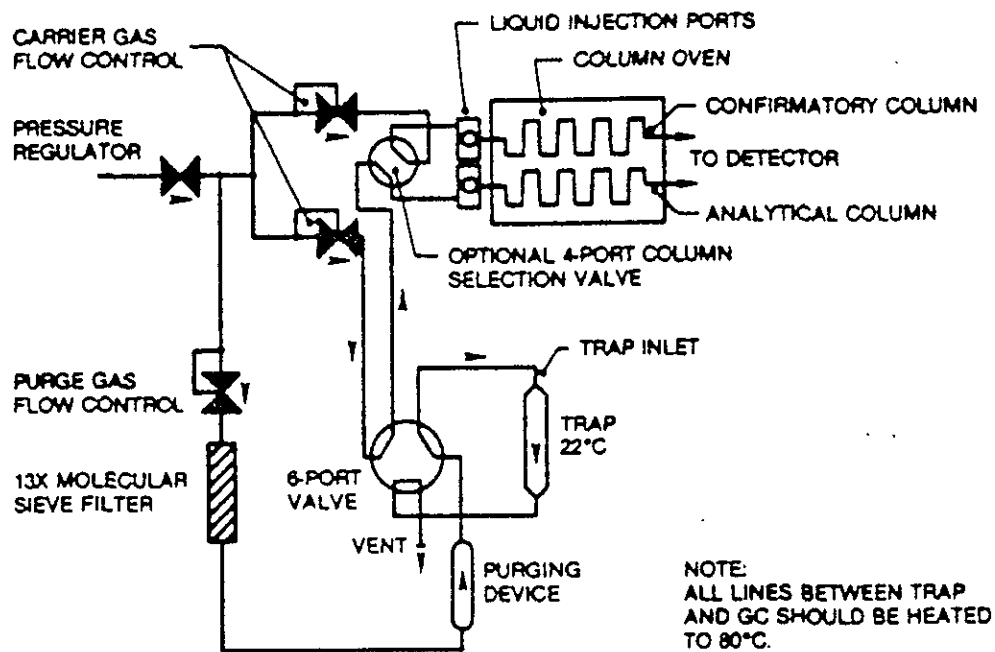 LIQUID INJECTION PORTS
CARRIER GAS
FLOW CONTROL
COLUMN OVEN
CONFIRMATORY COLUMN
PRESSURE
REGULATOR
TO DETECTOR
ANALYTICAL COLUMN
OPTIONAL 4-PORT COLUMN
SELECTION VALVE
TRAP INLET
PURGE GAS
FLOW CONTROL
TRAP
22°C
13X MOLECULAR
SIEVE FILTER
6-PORT
VALVE
VENT
PURGING
DEVICE
NOTE:
ALL LINES BETWEEN TRAP
AND GC SHOULD BE HEATED
TO 80°C.